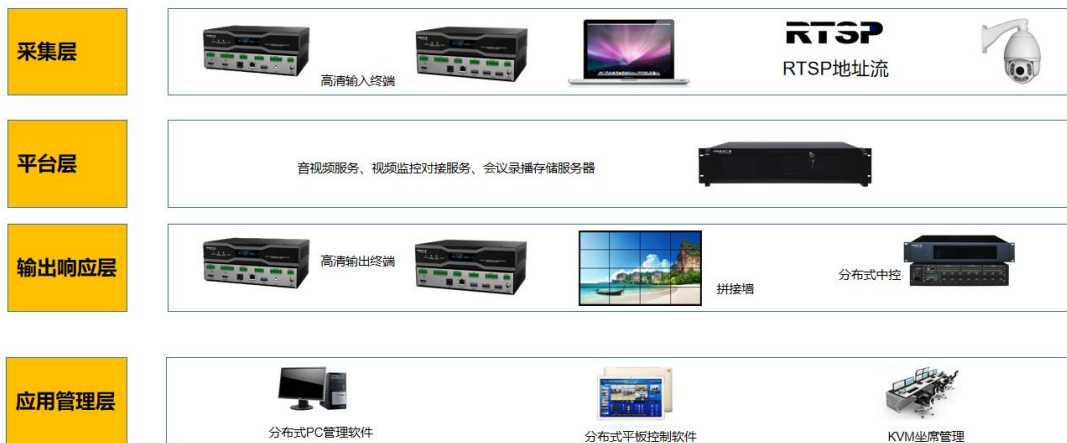 采集层
高清输入终端
RTSP
RTSP地址流
平台层
音视频服务、视频监控对接服务、会议录播存储服务器
输出响应层
高清输出终端
拼接墙
分布式中控
应用管理层
分布式PC管理软件
分布式平板控制软件
KVM坐席管理